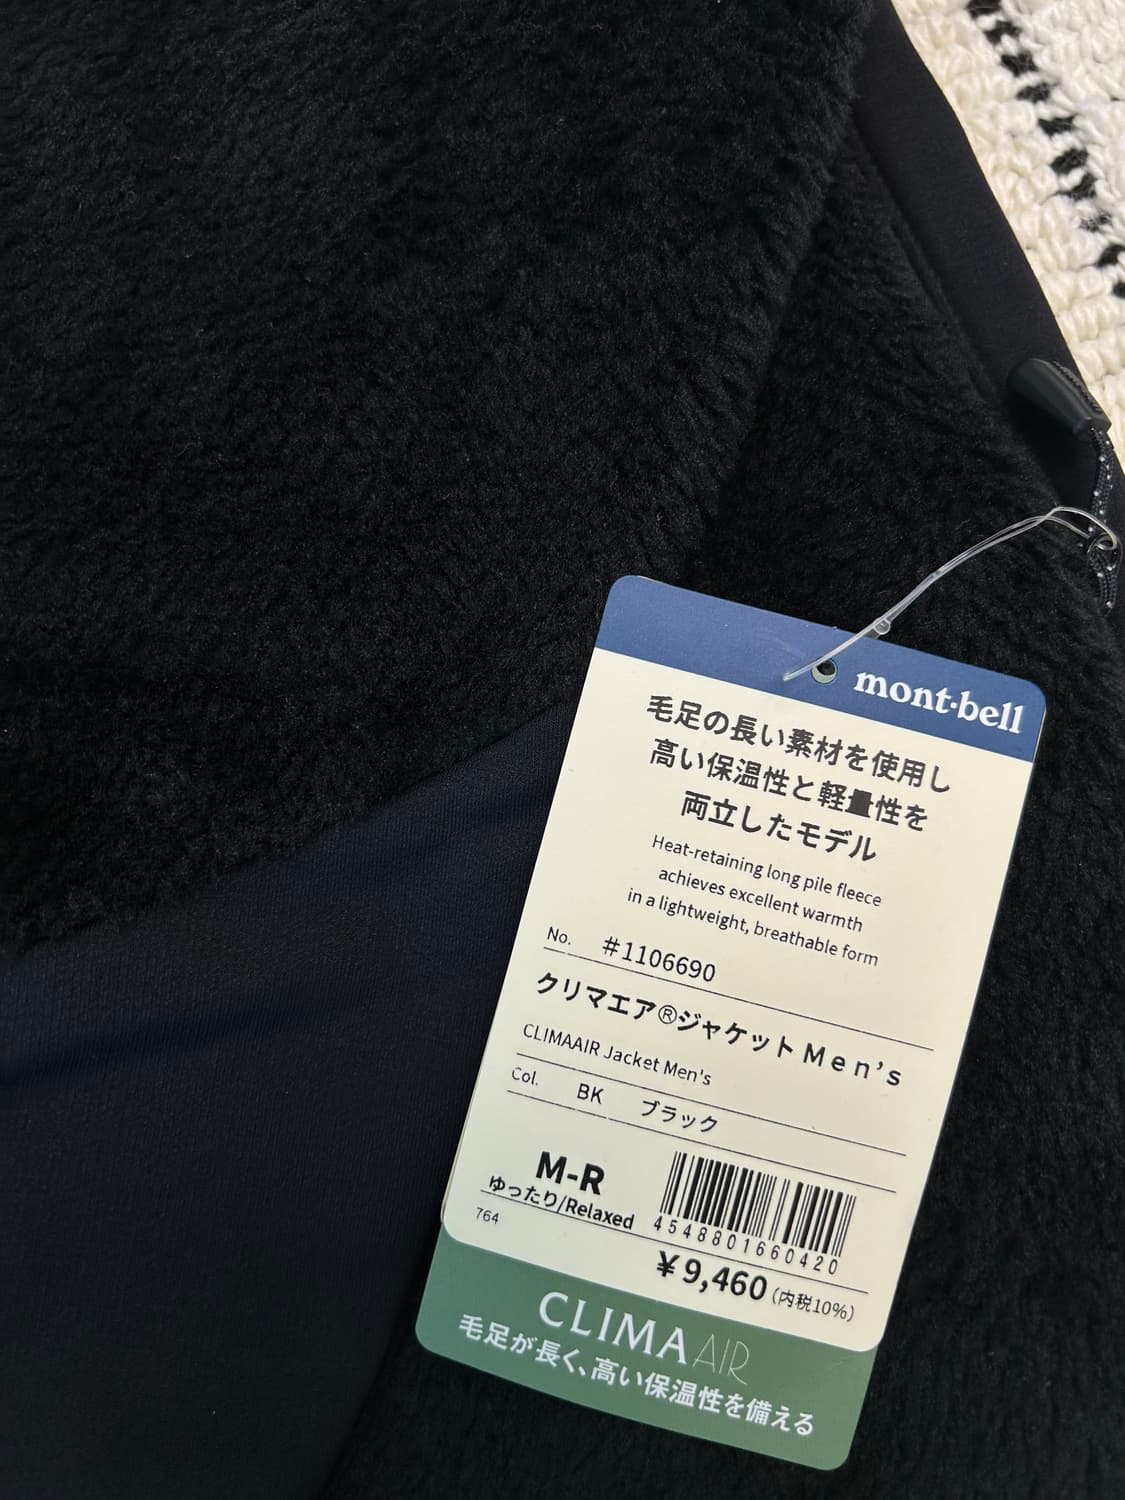 mont-bell
毛足の長い素材を使用し
高い保温性と軽量性を
両立したモデル
Heat-retaining long pile fleece
achieves excellent warmth
in a lightweight, breathable form
No. #1106690
クリマエア®ジャケットMen's
CLIMAAIR Jacket Men's
Col. BK ブラック
M-R
ゆったり/Relaxed
764
4548801660420
¥9,460(内税10%)
CLIMAAIR
毛足が長く、高い保温性を備える